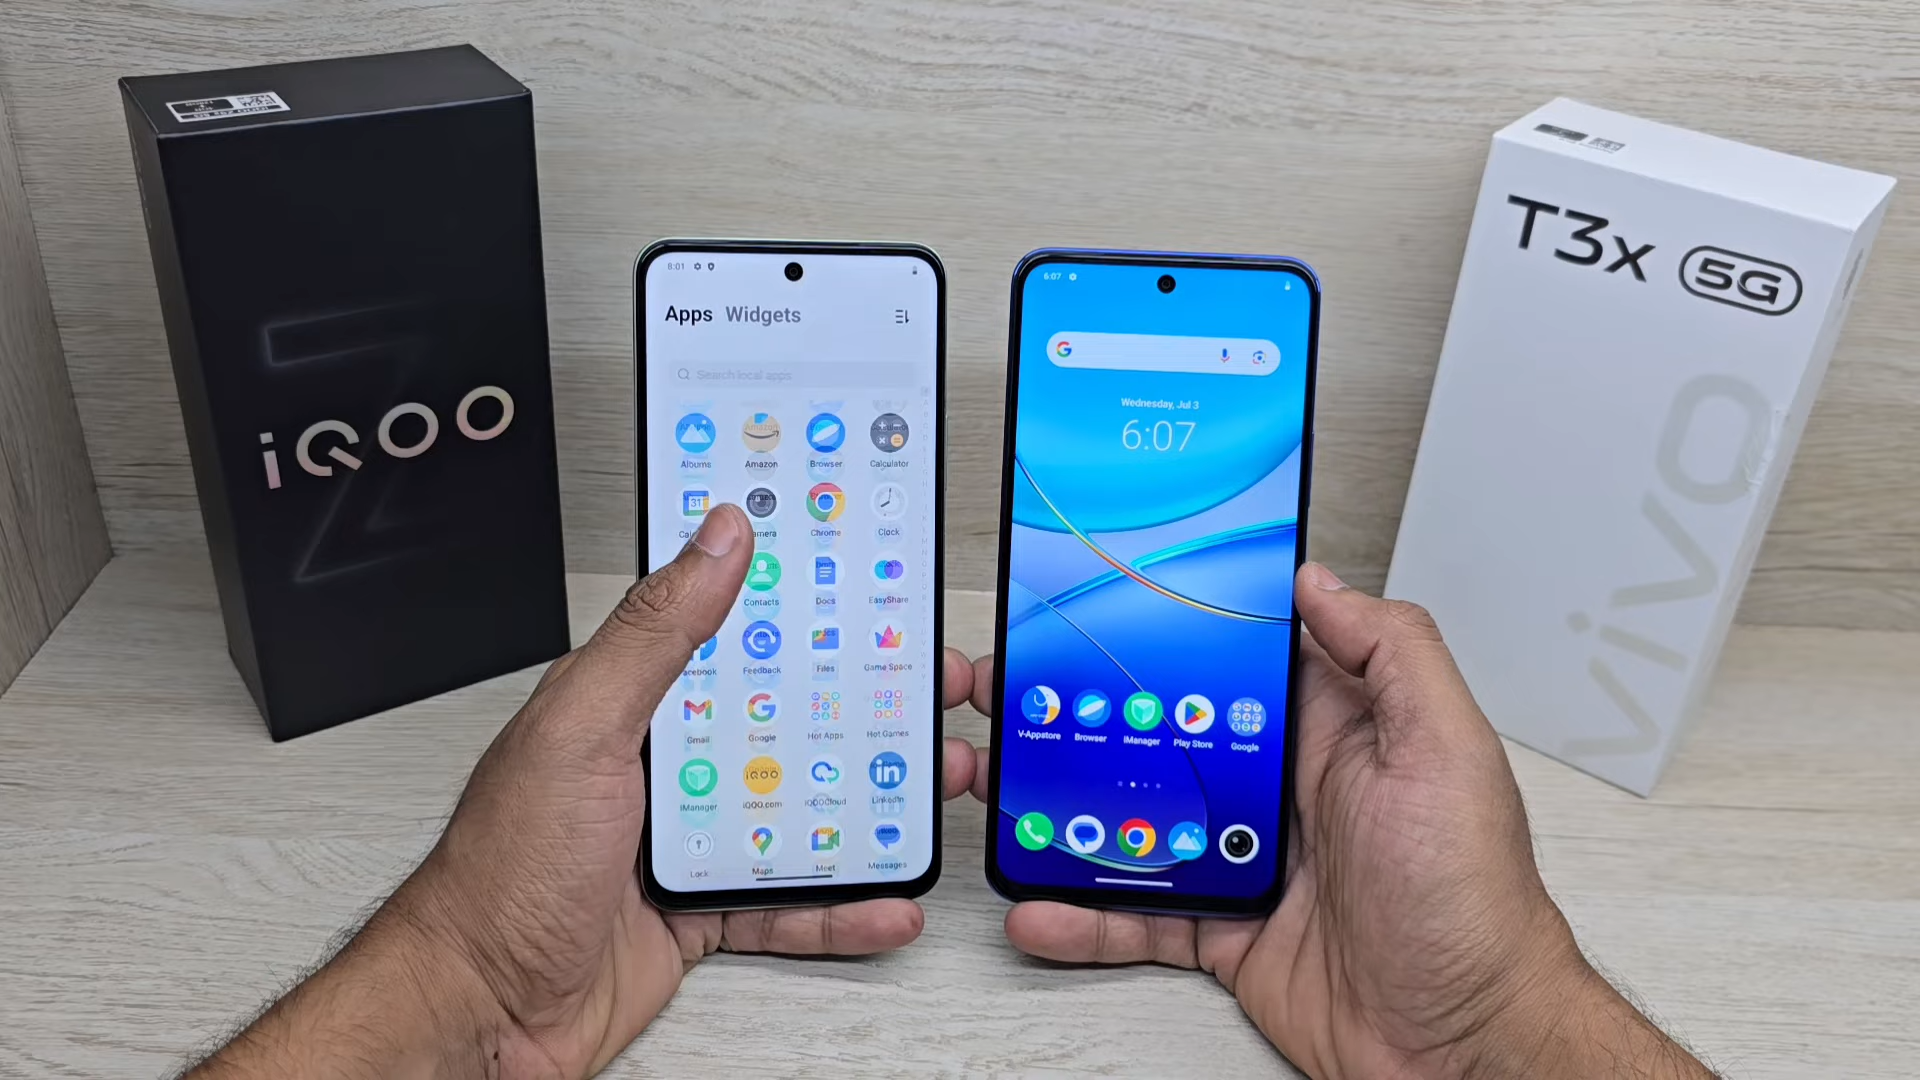 iQOO
T3x 5G
vivo
8:01
Apps Widgets
Search local apps
Albums Amazon Browser Calculator
Chrome Clock
Contacts Docs EasyShare
Feedback Files Game Space
Gmail Google Hot Apps Hot Games
iManager iQOO.com iQOOCloud LinkedIn
Lock Maps Meet Messages
6:07
Wednesday, Jul 3
6:07
V-Appstore Browser iManager Play Store Google